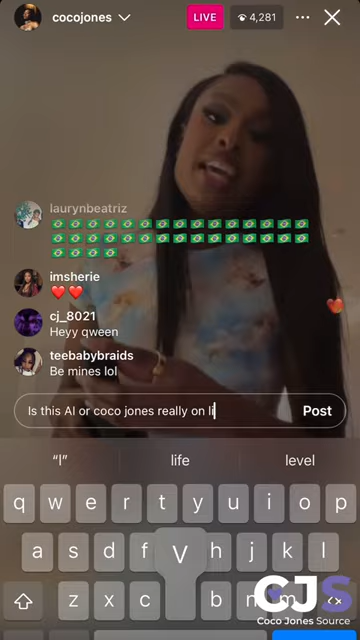 cocojones
LIVE
4,281
laurynbeatriz
🇧🇷🇧🇷🇧🇷🇧🇷🇧🇷🇧🇷🇧🇷🇧🇷🇧🇷🇧🇷🇧🇷🇧🇷🇧🇷🇧🇷🇧🇷
🇧🇷🇧🇷🇧🇷🇧🇷🇧🇷🇧🇷🇧🇷🇧🇷🇧🇷🇧🇷🇧🇷🇧🇷🇧🇷🇧🇷🇧🇷
🇧🇷🇧🇷🇧🇷🇧🇷
imsherie
❤️❤️
cj_8021
Heyy qween
teebabybraids
Be mines lol
Is this AI or coco jones really on li
Post
“l” life level
q w e r t y u i o p
a s d f V h j k l
z x c b n m
CJS
Coco Jones Source